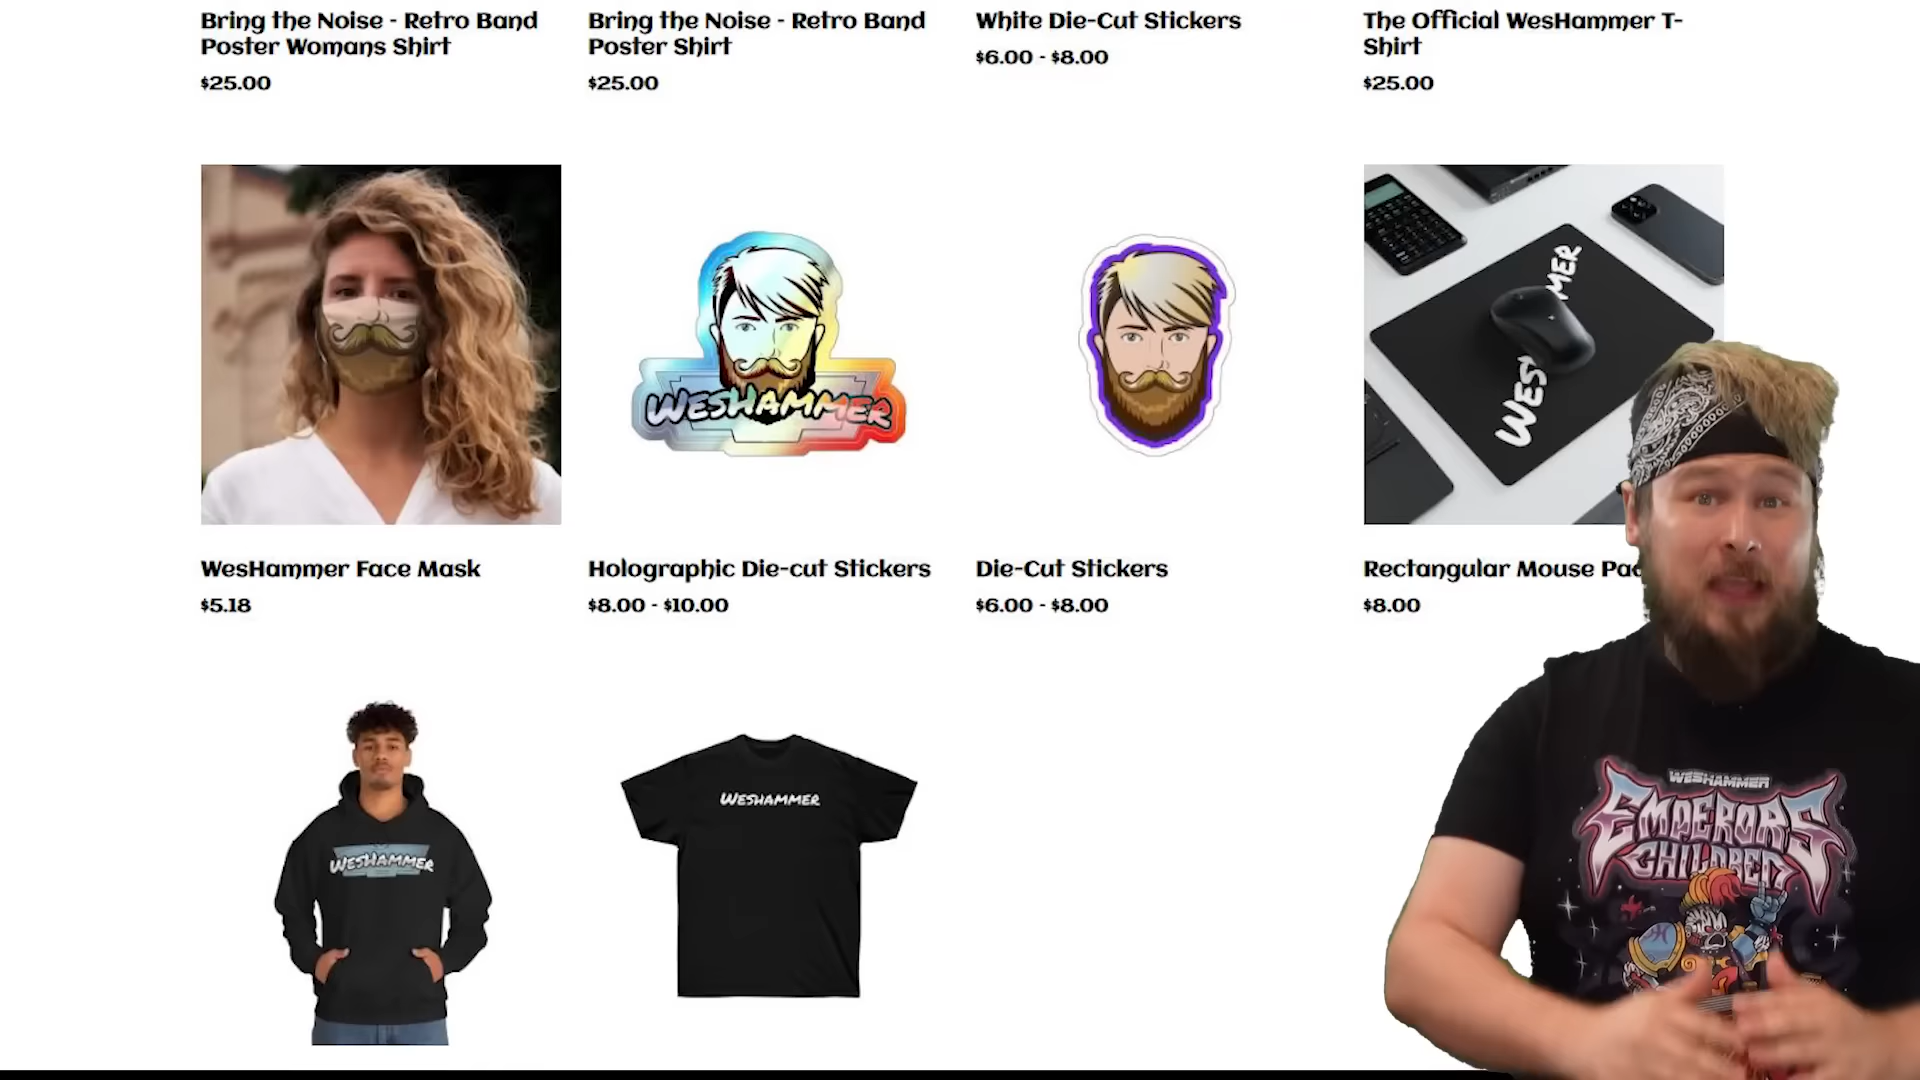 Bring the Noise - Retro Band
Poster Womans Shirt
$25.00
Bring the Noise - Retro Band
Poster Shirt
$25.00
White Die-Cut Stickers
$6.00 - $8.00
The Official WesHammer T-
Shirt
$25.00
WESHAMMER
WES
MER
WesHammer Face Mask
$5.18
Holographic Die-cut Stickers
$8.00 - $10.00
Die-Cut Stickers
$6.00 - $8.00
Rectangular Mouse Pad
$8.00
WESHAMMER
WESHAMMER
WESHAMMER
EMPERORS
CHILDREN